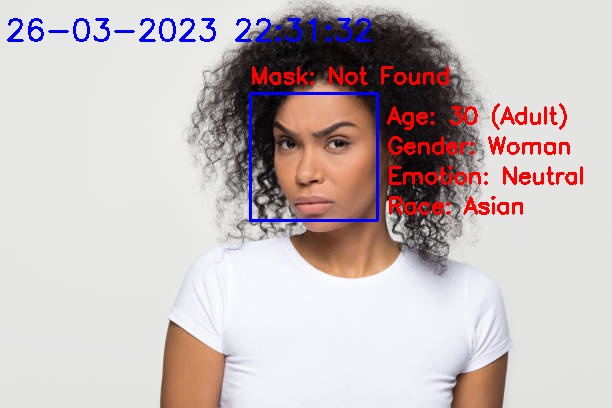 26-03-2023 22:31:32
Mask: Not Found
Age: 30 (Adult)
Gender: Woman
Emotion: Neutral
Race: Asian